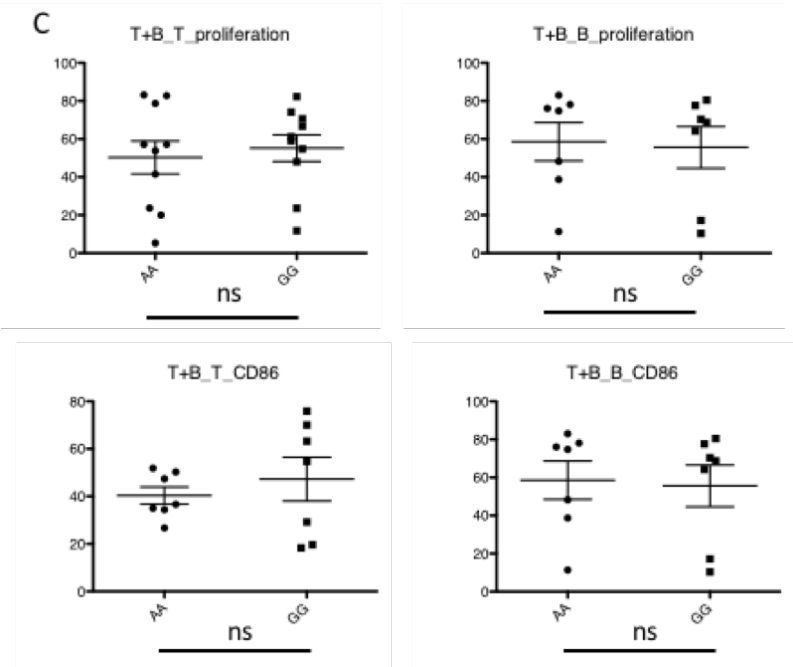 C
T+B_T_proliferation
100
80
60
40
20
0
AA
GG
ns
T+B_B_proliferation
100
80
60
40
20
0
AA
GG
ns
T+B_T_CD86
80
60
40
20
0
AA
GG
ns
T+B_B_CD86
100
80
60
40
20
0
AA
GG
ns